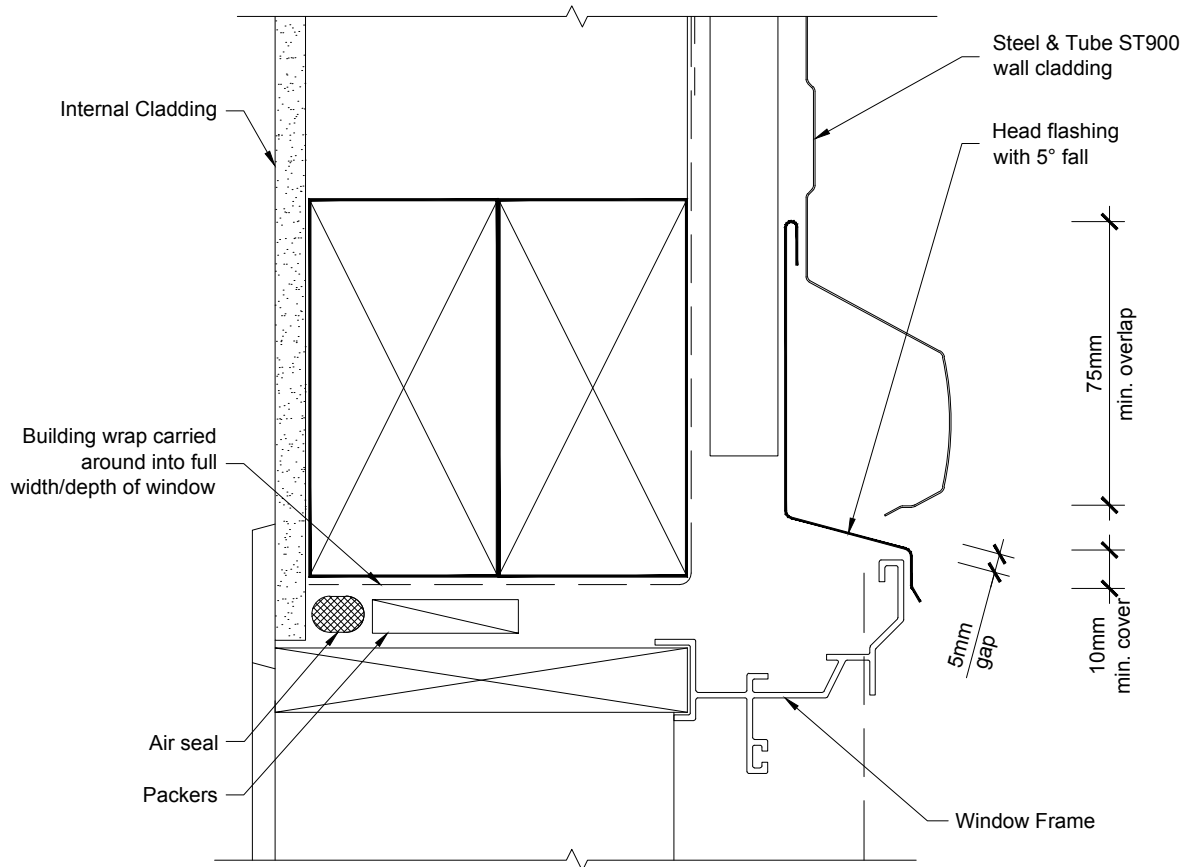 Steel & Tube ST900
wall cladding
Internal Cladding
Head flashing
with 5° fall
75mm
min. overlap
Building wrap carried
around into full
width/depth of window
5mm
gap
10mm
min. cover
Air seal
Packers
Window Frame